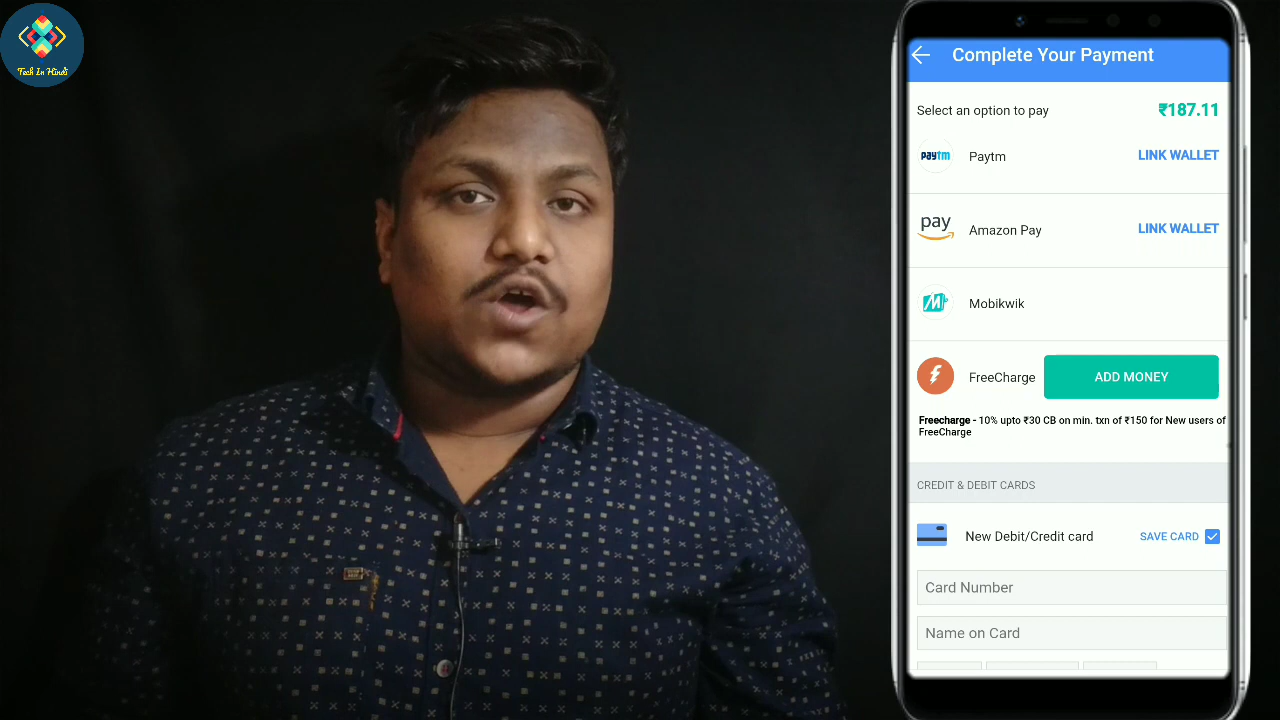 Tech In Hindi
Complete Your Payment
Select an option to pay ₹187.11
paytm Paytm LINK WALLET
pay Amazon Pay LINK WALLET
Mobikwik
FreeCharge ADD MONEY
Freecharge - 10% upto ₹30 CB on min. txn of ₹150 for New users of
FreeCharge
CREDIT & DEBIT CARDS
New Debit/Credit card SAVE CARD
Card Number
Name on Card